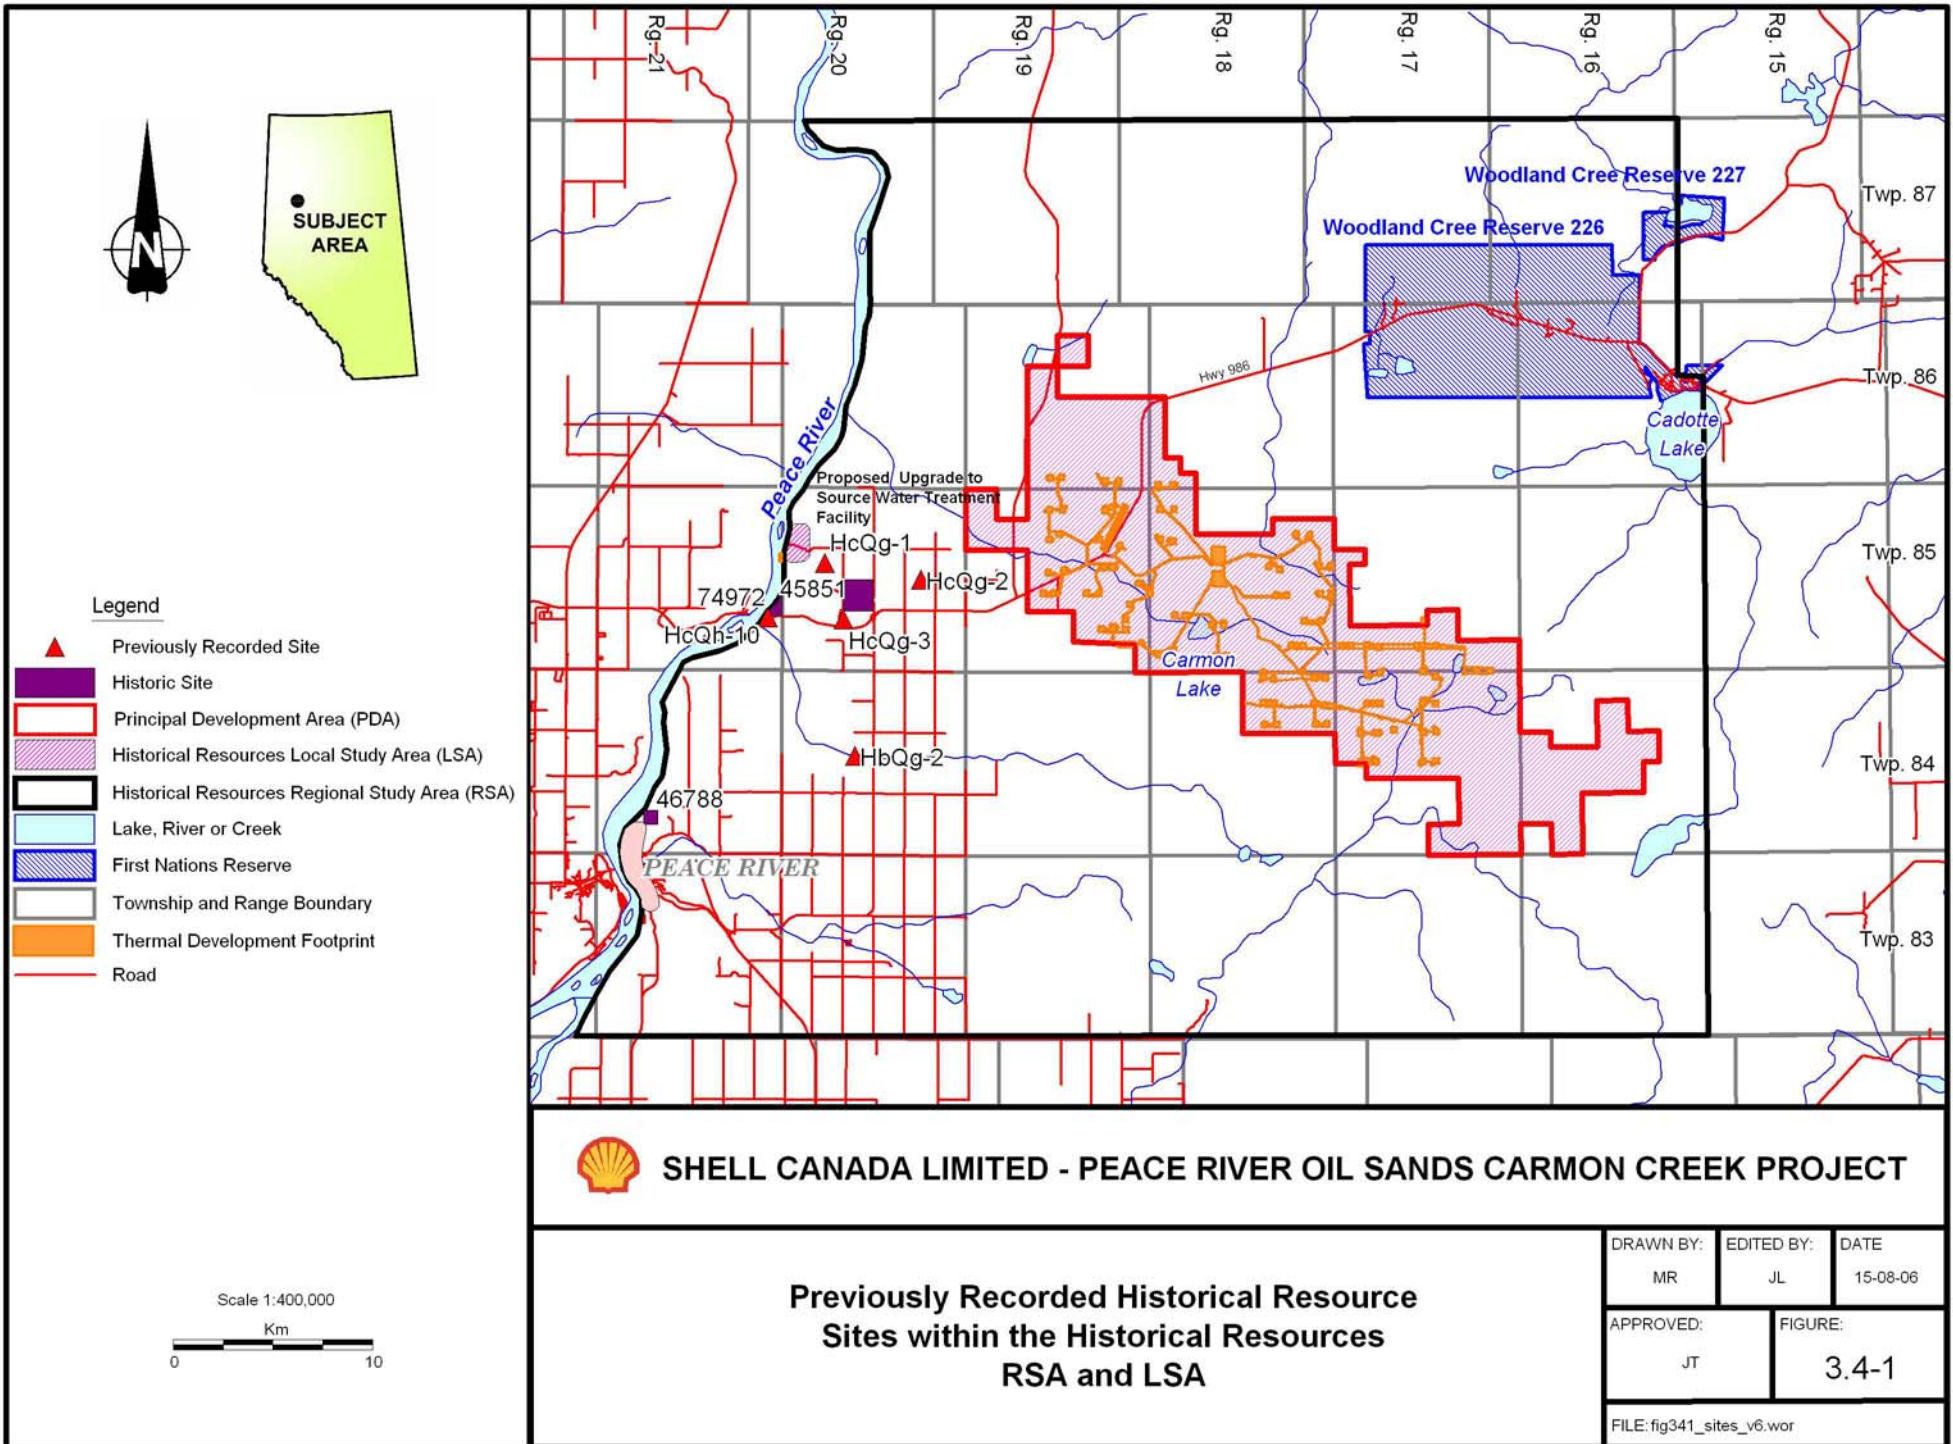 Rg. 21
Rg. 20
Rg. 19
Rg. 18
Rg. 17
Rg. 16
Rg. 15
N
SUBJECT
AREA
Woodland Cree Reserve 227
Twp. 87
Woodland Cree Reserve 226
Hwy 986
Twp. 86
Cadotte
Lake
Peace River
Proposed Upgrade to
Source Water Treatment
Facility
HcQg-1
Twp. 85
HcQg-2
74972
45851
HcQh-10
HcQg-3
Carmon
Lake
HbQg-2
Twp. 84
46788
PEACE RIVER
Twp. 83
Legend
Previously Recorded Site
Historic Site
Principal Development Area (PDA)
Historical Resources Local Study Area (LSA)
Historical Resources Regional Study Area (RSA)
Lake, River or Creek
First Nations Reserve
Township and Range Boundary
Thermal Development Footprint
Road
Scale 1:400,000
Km
0 10
SHELL CANADA LIMITED - PEACE RIVER OIL SANDS CARMON CREEK PROJECT
Previously Recorded Historical Resource
Sites within the Historical Resources
RSA and LSA
DRAWN BY:
MR
EDITED BY:
JL
DATE
15-08-06
APPROVED:
JT
FIGURE:
3.4-1
FILE: fig341_sites_v6.wor